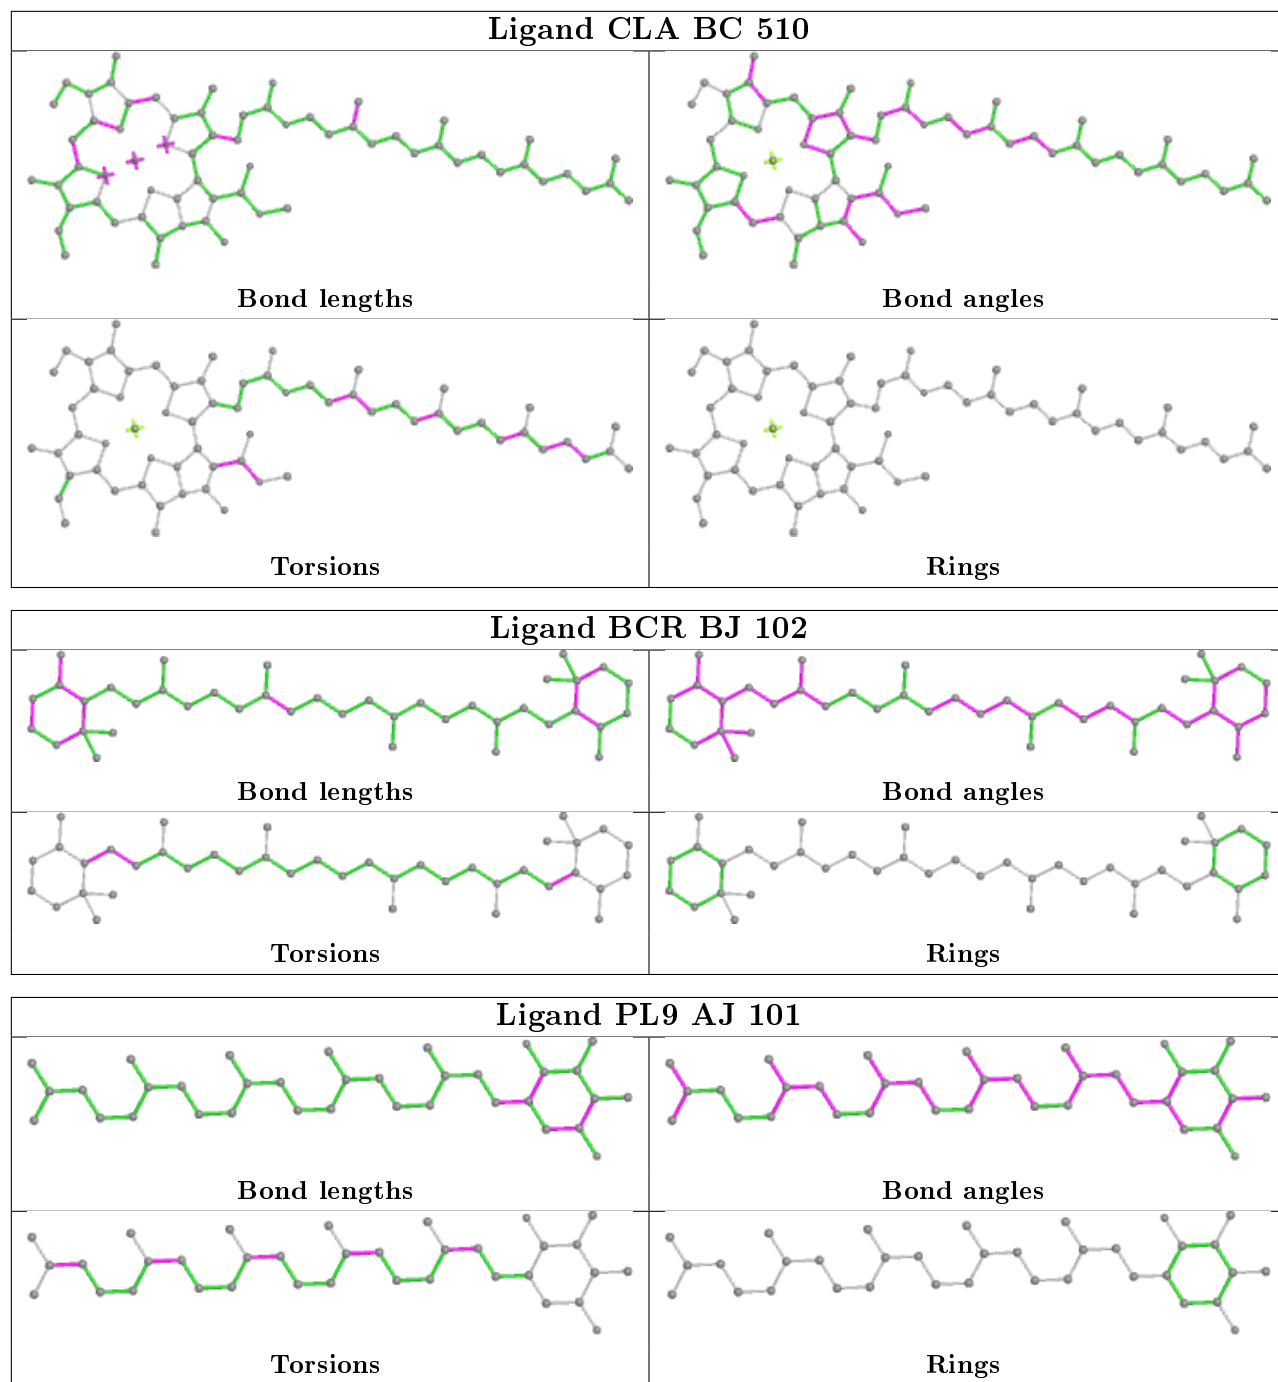 Ligand CLA BC 510
Bond lengths
Bond angles
Torsions
Rings
Ligand BCR BJ 102
Bond lengths
Bond angles
Torsions
Rings
Ligand PL9 AJ 101
Bond lengths
Bond angles
Torsions
Rings